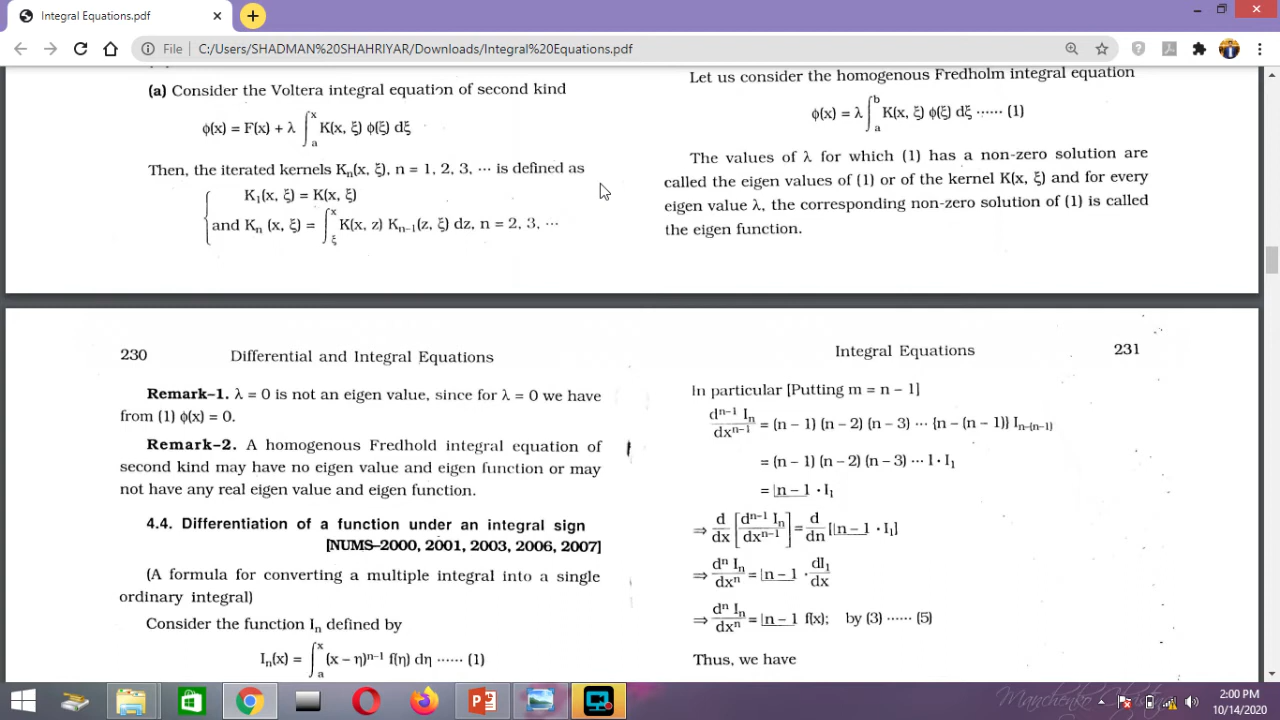 Integral Equations.pdf
File C:/Users/SHADMAN%20SHAHRIYAR/Downloads/Integral%20Equations.pdf
(a) Consider the Voltera integral equation of second kind
ϕ(x) = F(x) + λ ∫ₐˣ K(x, ξ) ϕ(ξ) dξ
Then, the iterated kernels Kₙ(x, ξ), n = 1, 2, 3, ··· is defined as
K₁(x, ξ) = K(x, ξ)
and Kₙ (x, ξ) = ∫_ξ^x K(x, z) Kₙ₋₁(z, ξ) dz, n = 2, 3, ···
Let us consider the homogenous Fredholm integral equation
ϕ(x) = λ ∫ₐᵇ K(x, ξ) ϕ(ξ) dξ ······ (1)
The values of λ for which (1) has a non-zero solution are
called the eigen values of (1) or of the kernel K(x, ξ) and for every
eigen value λ, the corresponding non-zero solution of (1) is called
the eigen function.
230 Differential and Integral Equations
Remark–1. λ = 0 is not an eigen value, since for λ = 0 we have
from (1) ϕ(x) = 0.
Remark–2. A homogenous Fredhold integral equation of
second kind may have no eigen value and eigen function or may
not have any real eigen value and eigen function.
4.4. Differentiation of a function under an integral sign
[NUMS–2000, 2001, 2003, 2006, 2007]
(A formula for converting a multiple integral into a single
ordinary integral)
Consider the function Iₙ defined by
Iₙ(x) = ∫ₐˣ (x – η)ⁿ⁻¹ f(η) dη ······ (1)
Integral Equations 231
In particular [Putting m = n – 1]
dⁿ⁻¹ Iₙ / dxⁿ⁻¹ = (n – 1) (n – 2) (n – 3) ··· {n – (n – 1)} I_{n–(n–1)}
= (n – 1) (n – 2) (n – 3) ··· I · I₁
= |n – 1 · I₁
⇒ d/dx [dⁿ⁻¹ Iₙ / dxⁿ⁻¹] = d/dn [|n – 1 · I₁]
⇒ dⁿ Iₙ / dxⁿ = |n – 1 · dI₁/dx
⇒ dⁿ Iₙ / dxⁿ = |n – 1 f(x); by (3) ······ (5)
Thus, we have
2:00 PM
10/14/2020